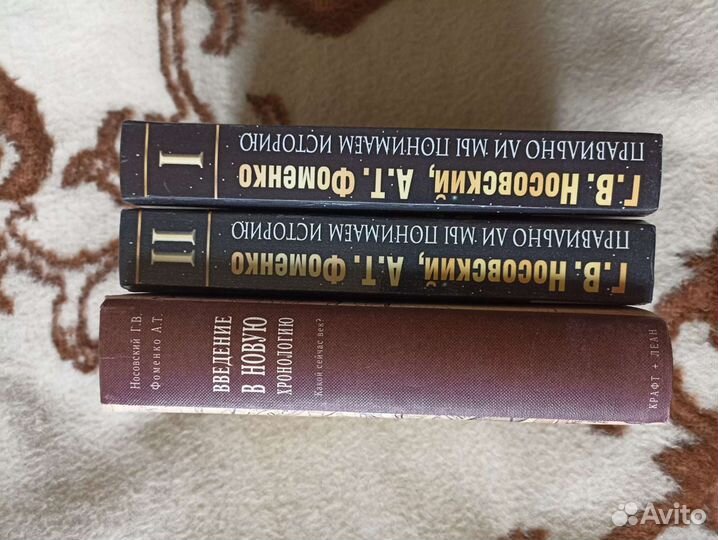 Г.В. Носовский, А.Т. Фоменко
ПРАВИЛЬНО ЛИ МЫ ПОНИМАЕМ ИСТОРИЮ
I
Г.В. Носовский, А.Т. Фоменко
ПРАВИЛЬНО ЛИ МЫ ПОНИМАЕМ ИСТОРИЮ
II
Носовский Г.В.
Фоменко А.Т.
ВВЕДЕНИЕ
В НОВУЮ
ХРОНОЛОГИЮ
Какой сейчас век?
КРАФТ + ЛЕАН
Avito